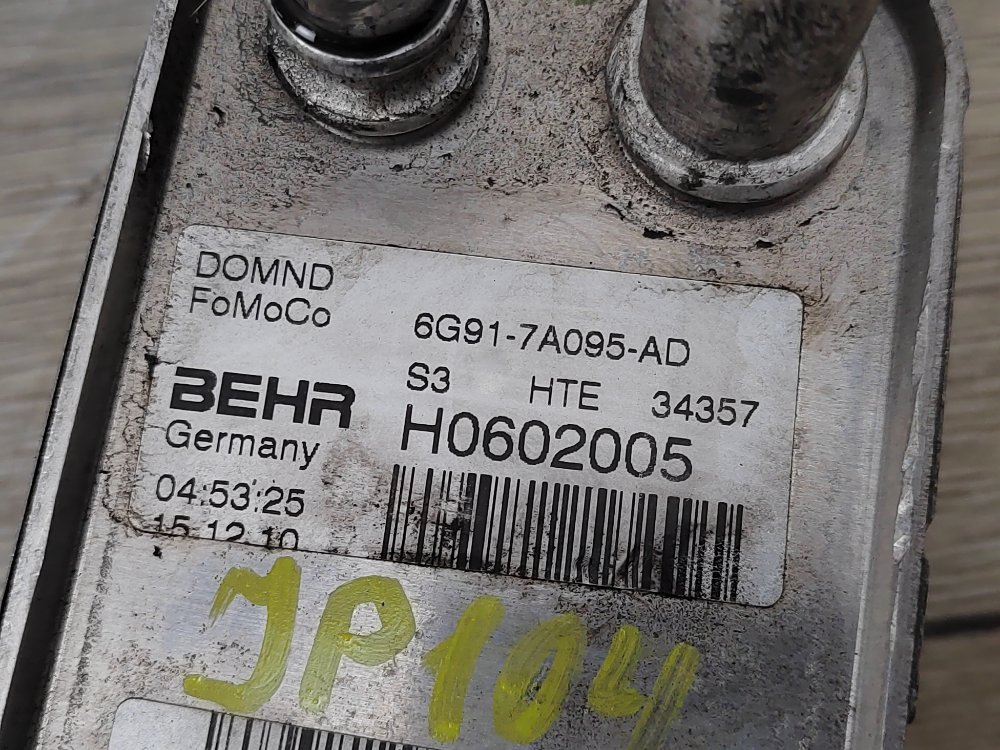 DOMND
FoMoCo
6G91-7A095-AD
S3 HTE 34357
BEHR
H0602005
Germany
04:53:25
15.12.10
JP104